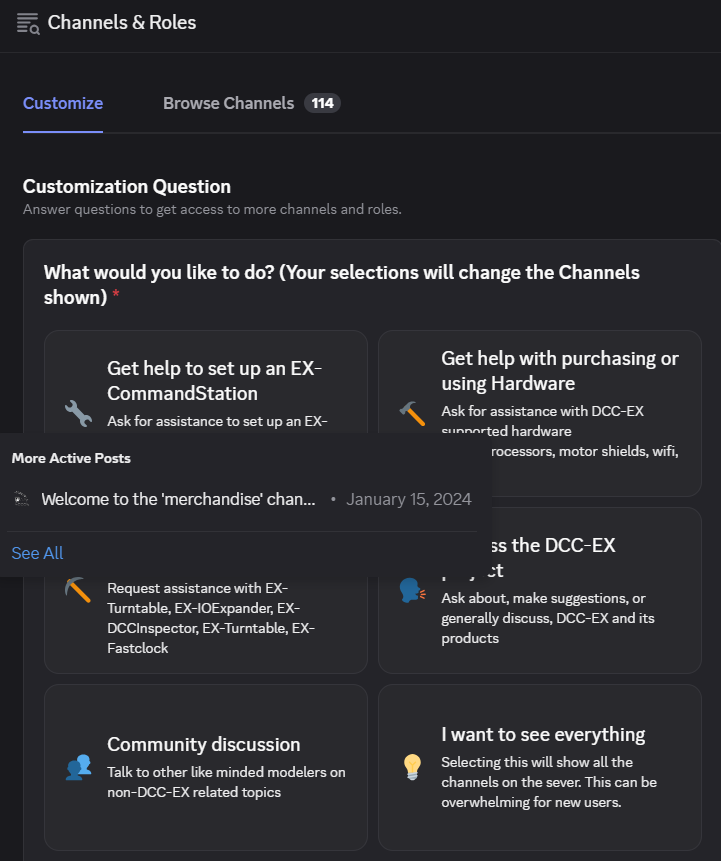 Channels & Roles
Customize
Browse Channels 114
Customization Question
Answer questions to get access to more channels and roles.
What would you like to do? (Your selections will change the Channels
shown) *
Get help to set up an EX-
CommandStation
Ask for assistance to set up an EX-
Get help with purchasing or
using Hardware
Ask for assistance with DCC-EX
supported hardware
rocessors, motor shields, wifi,
More Active Posts
Welcome to the 'merchandise' chan... • January 15, 2024
See All
Request assistance with EX-
Turntable, EX-IOExpander, EX-
DCCInspector, EX-Turntable, EX-
Fastclock
ss the DCC-EX
Ask about, make suggestions, or
generally discuss, DCC-EX and its
products
Community discussion
Talk to other like minded modelers on
non-DCC-EX related topics
I want to see everything
Selecting this will show all the
channels on the sever. This can be
overwhelming for new users.